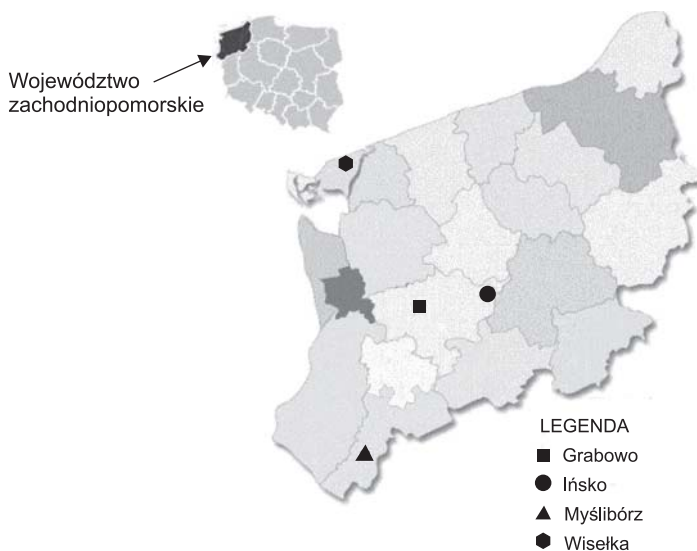 Województwo
zachodniopomorskie
LEGENDA
Grabowo
Ińsko
Myślibórz
Wisełka